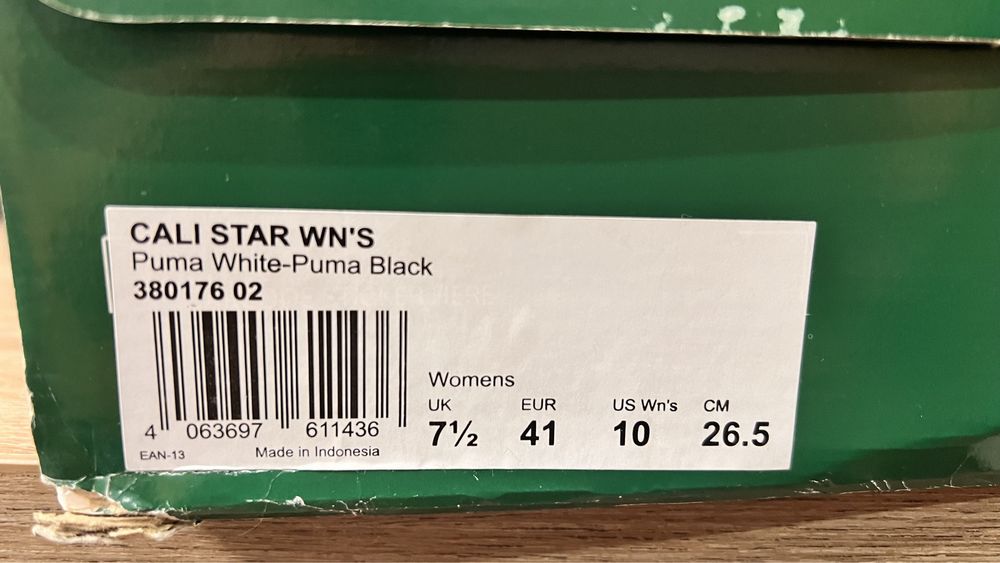 CALI STAR WN'S
Puma White-Puma Black
380176 02
4 063697 611436
EAN-13 Made in Indonesia
Womens
UK EUR US Wn's CM
7½ 41 10 26.5